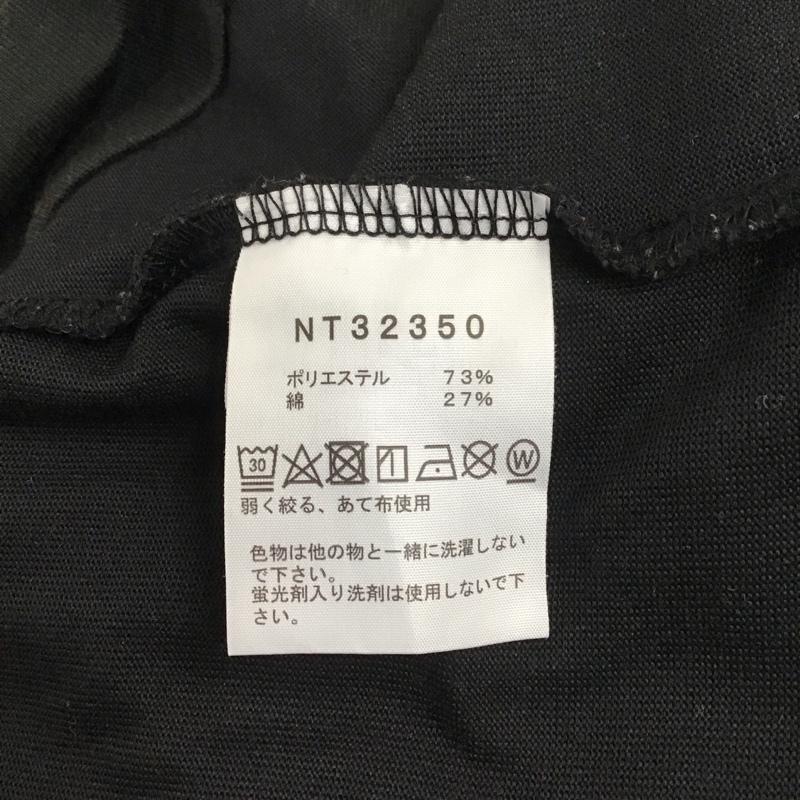 NT32350
ポリエステル 73%
綿 27%
30 W
弱く絞る、あて布使用
色物は他の物と一緒に洗濯しない
で下さい。
蛍光剤入り洗剤は使用しないで下
さい。